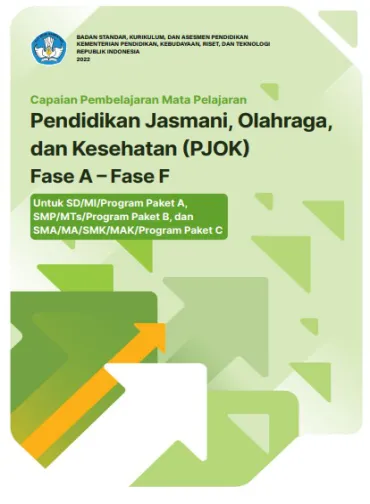 BADAN STANDAR, KURIKULUM, DAN ASESMEN PENDIDIKAN
KEMENTERIAN PENDIDIKAN, KEBUDAYAAN, RISET, DAN TEKNOLOGI
REPUBLIK INDONESIA
2022
Capaian Pembelajaran Mata Pelajaran
Pendidikan Jasmani, Olahraga,
dan Kesehatan (PJOK)
Fase A – Fase F
Untuk SD/MI/Program Paket A,
SMP/MTs/Program Paket B, dan
SMA/MA/SMK/MAK/Program Paket C